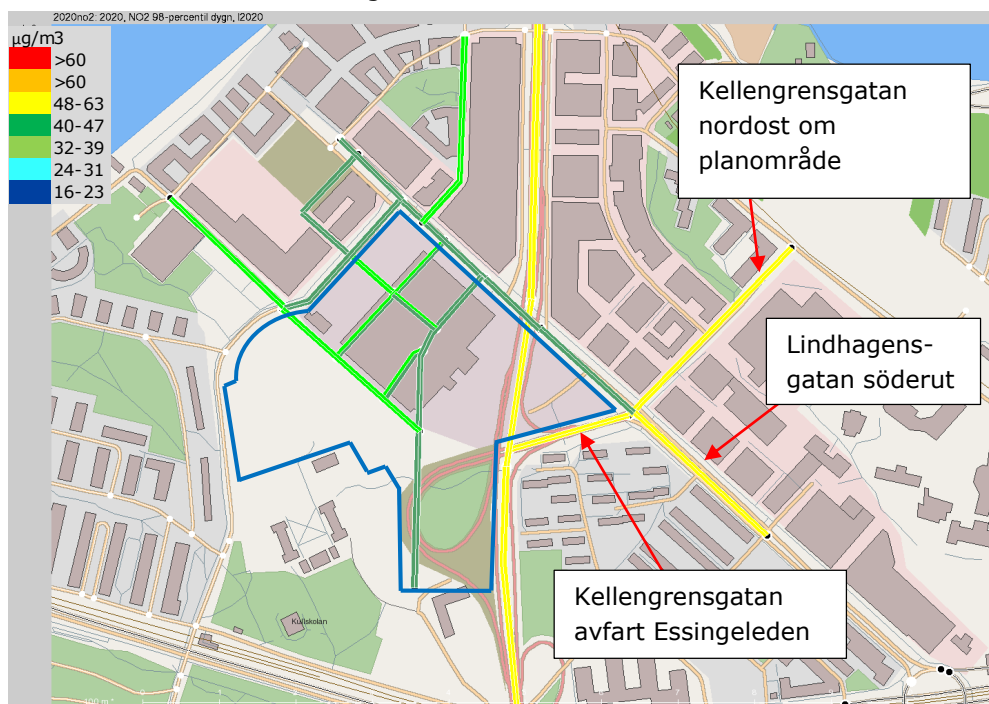 2020no2: 2020, NO2 98-percentil dygn, l2020
µg/m3
>60
>60
48-63
40-47
32-39
24-31
16-23
Kellengrensgatan
nordost om
planområde
Lindhagens-
gatan söderut
Kellengrensgatan
avfart Essingeleden
Kullskolan